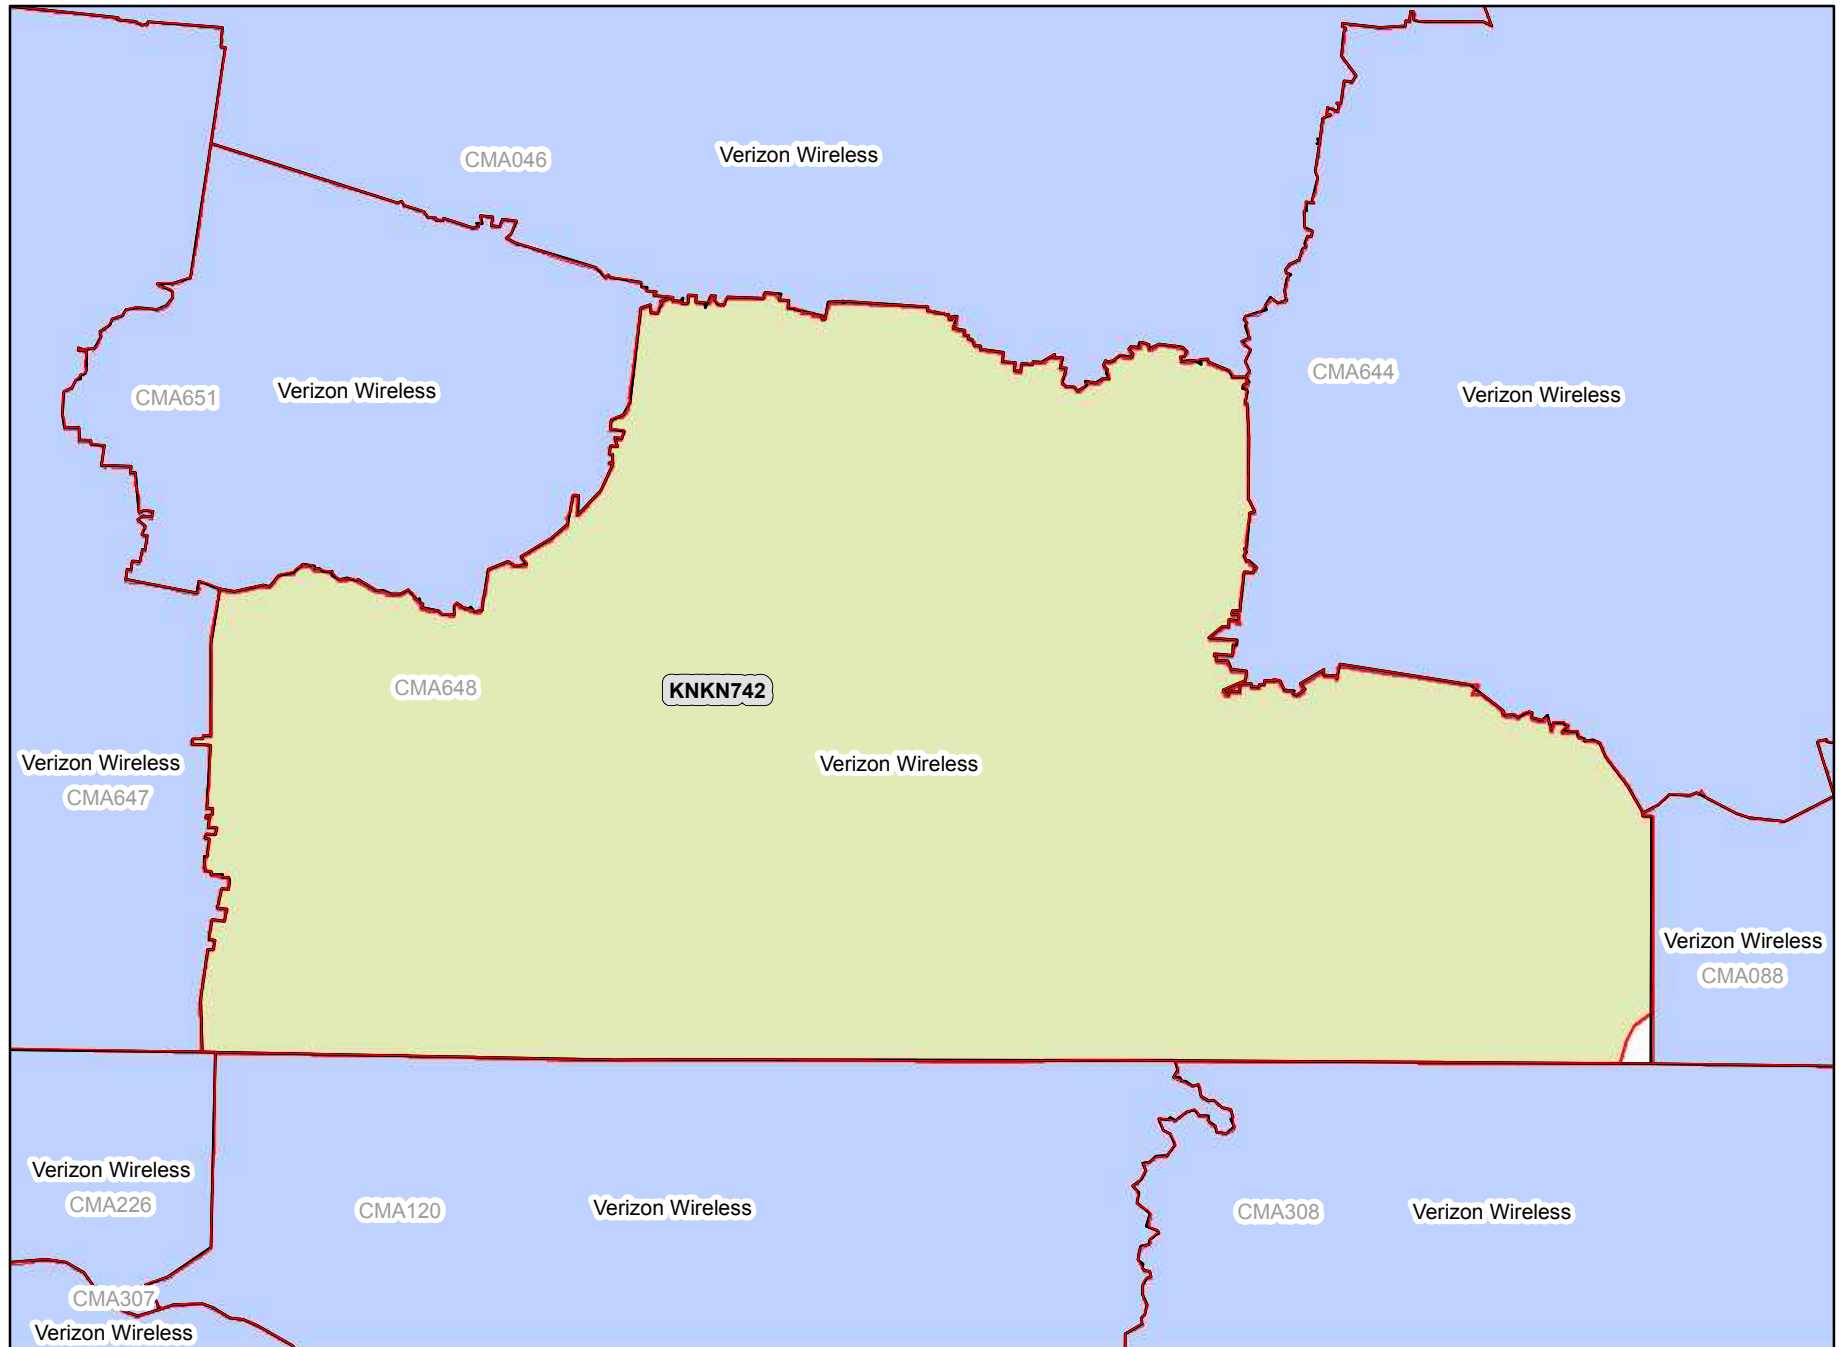 CMA046
Verizon Wireless
CMA651
Verizon Wireless
CMA644
Verizon Wireless
CMA648
KNKN742
Verizon Wireless
Verizon Wireless
CMA647
Verizon Wireless
CMA088
Verizon Wireless
CMA226
CMA120
Verizon Wireless
CMA308
Verizon Wireless
CMA307
Verizon Wireless